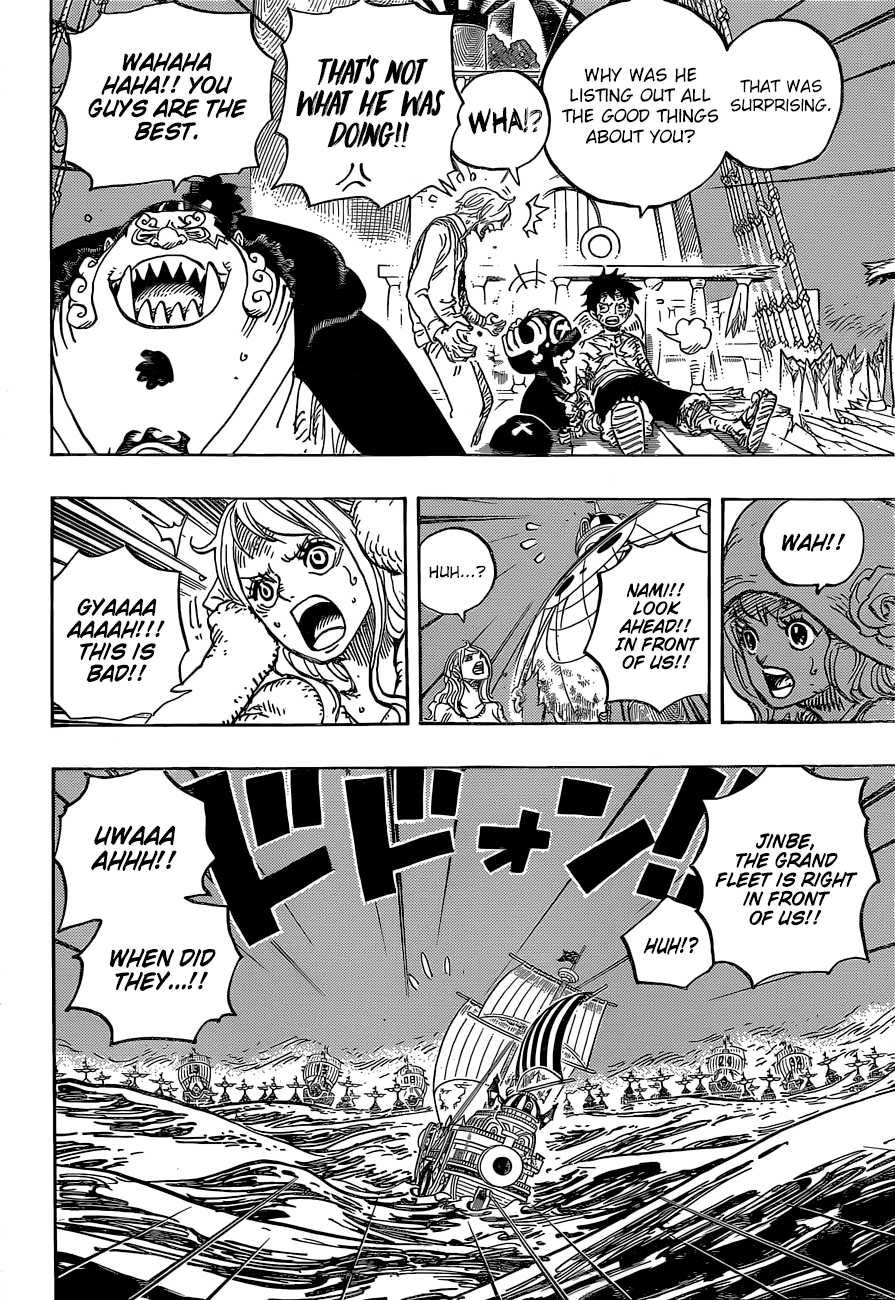 THAT WAS
SURPRISING.
WHY WAS HE
LISTING OUT ALL
THE GOOD THINGS
ABOUT YOU?
WHA!?
THAT'S NOT
WHAT HE WAS
DOING!!
WAHAHA
HAHA!! YOU
GUYS ARE THE
BEST.
WAH!!
NAMI!!
LOOK
AHEAD!!
IN FRONT
OF US!!
HUH...?
GYAAAA
AAAAH!!!
THIS IS
BAD!!
JINBE,
THE GRAND
FLEET IS RIGHT
IN FRONT
OF US!!
HUH!?
ドドォン!!
UWAAA
AHHH!!
WHEN DID
THEY...!!